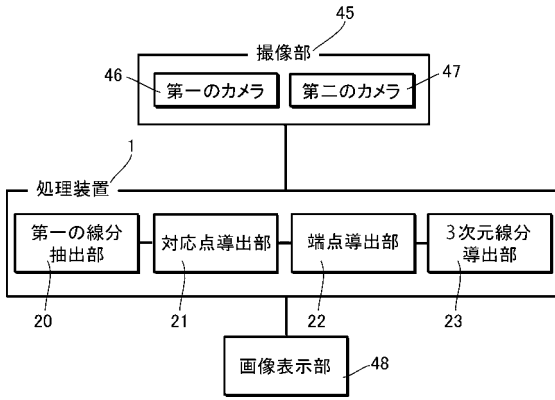 45
撮像部
46
第一のカメラ
第二のカメラ
47
1
処理装置
第一の線分
抽出部
対応点導出部
端点導出部
3次元線分
導出部
20
21
22
23
画像表示部
48